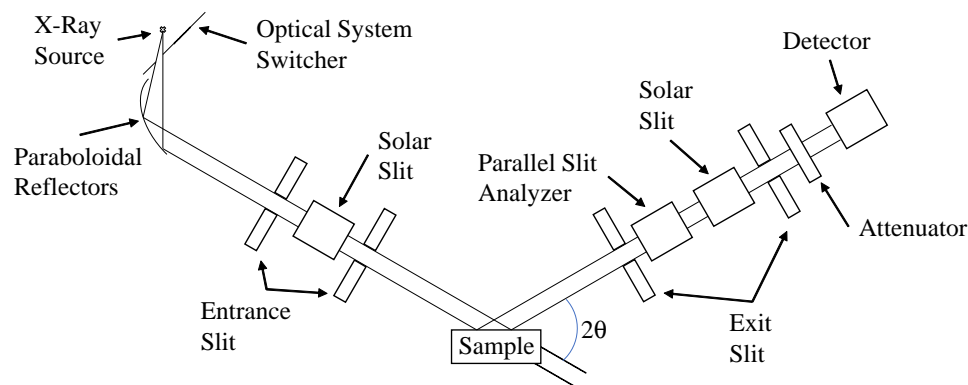 X-Ray
Source
Optical System
Switcher
Detector
Solar
Slit
Solar
Slit
Paraboloidal
Reflectors
Parallel Slit
Analyzer
Attenuator
Entrance
Slit
2θ
Sample
Exit
Slit